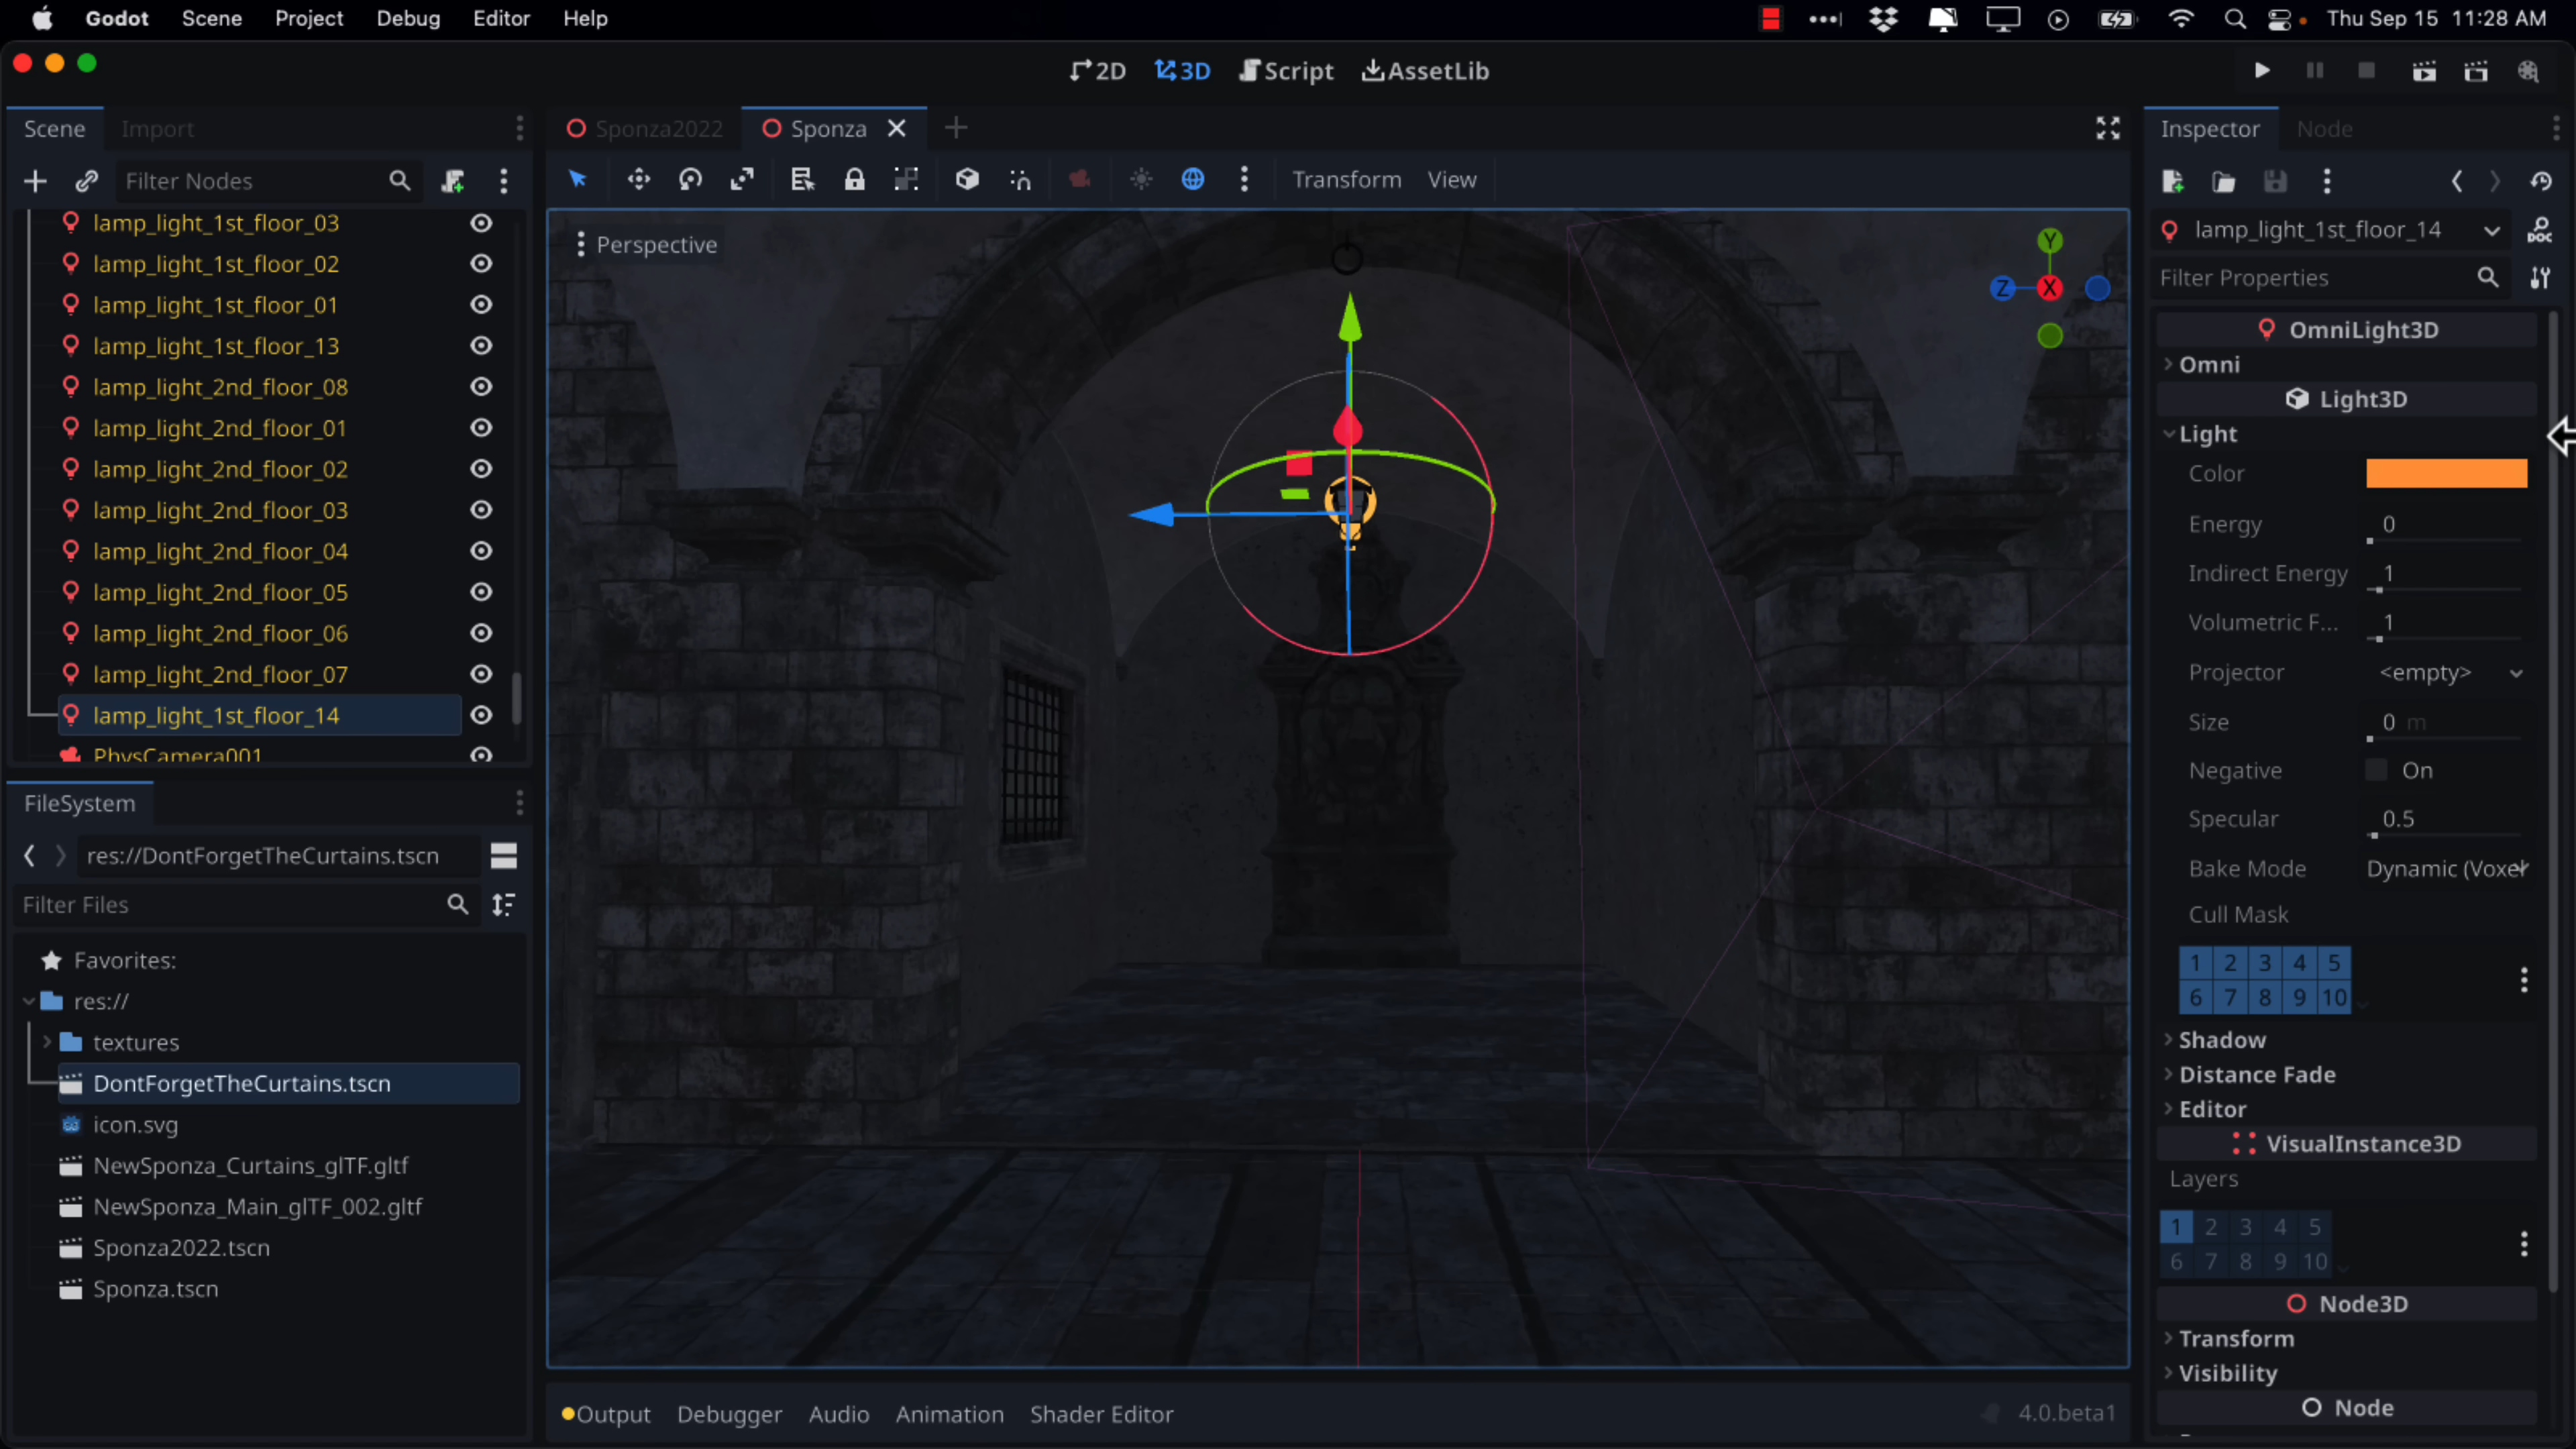 Godot Scene Project Debug Editor Help
Thu Sep 15 11:28 AM
2D 3D Script AssetLib
Scene Import
Filter Nodes
lamp_light_1st_floor_03
lamp_light_1st_floor_02
lamp_light_1st_floor_01
lamp_light_1st_floor_13
lamp_light_2nd_floor_08
lamp_light_2nd_floor_01
lamp_light_2nd_floor_02
lamp_light_2nd_floor_03
lamp_light_2nd_floor_04
lamp_light_2nd_floor_05
lamp_light_2nd_floor_06
lamp_light_2nd_floor_07
lamp_light_1st_floor_14
PhysCamera001
FileSystem
res://DontForgetTheCurtains.tscn
Filter Files
Favorites:
res://
textures
DontForgetTheCurtains.tscn
icon.svg
NewSponza_Curtains_glTF.gltf
NewSponza_Main_glTF_002.gltf
Sponza2022.tscn
Sponza.tscn
Sponza2022 Sponza
Transform View
Perspective
Y
Z X
Output Debugger Audio Animation Shader Editor
4.0.beta1
Inspector Node
lamp_light_1st_floor_14
DOC
Filter Properties
OmniLight3D
Omni
Light3D
Light
Color
Energy 0
Indirect Energy 1
Volumetric F... 1
Projector <empty>
Size 0 m
Negative On
Specular 0.5
Bake Mode Dynamic (Voxel
Cull Mask
1 2 3 4 5
6 7 8 9 10
Shadow
Distance Fade
Editor
VisualInstance3D
Layers
1 2 3 4 5
6 7 8 9 10
Node3D
Transform
Visibility
Node